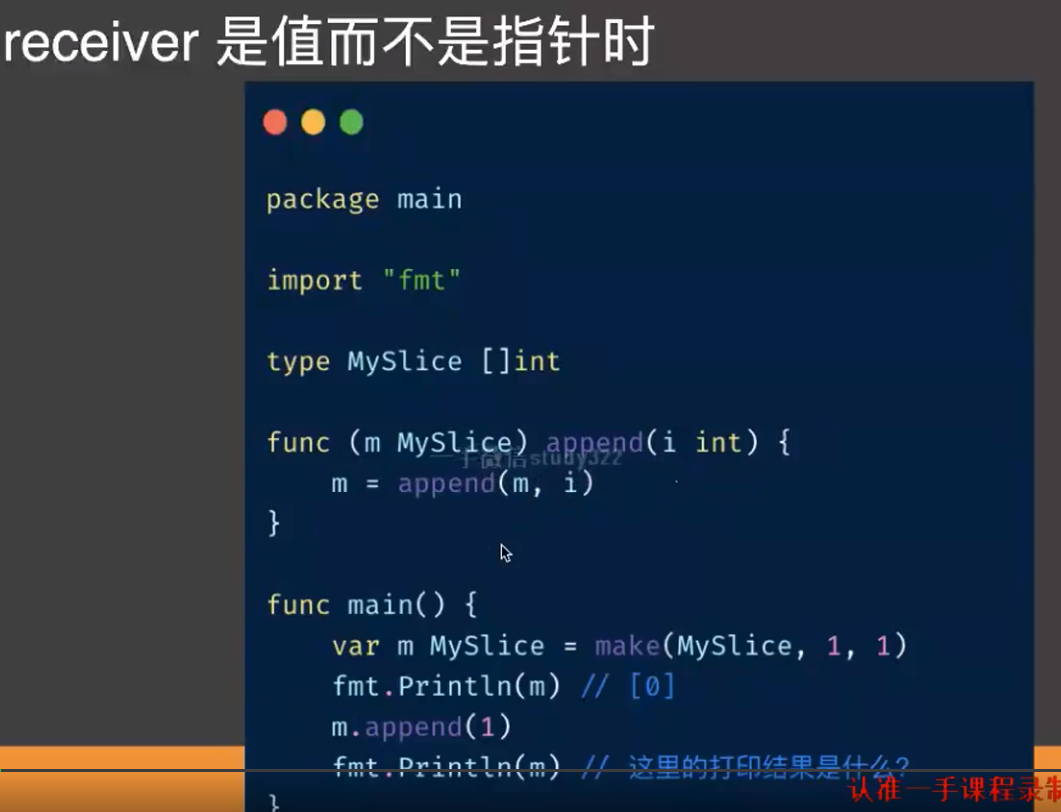 receiver 是值而不是指针时
package main
import "fmt"
type MySlice []int
func (m MySlice) append(i int) {
一手微信study322
m = append(m, i)
}
func main() {
var m MySlice = make(MySlice, 1, 1)
fmt.Println(m) // [0]
m.append(1)
fmt.Println(m) // 这里的打印结果是什么?
}
认准一手课程录制